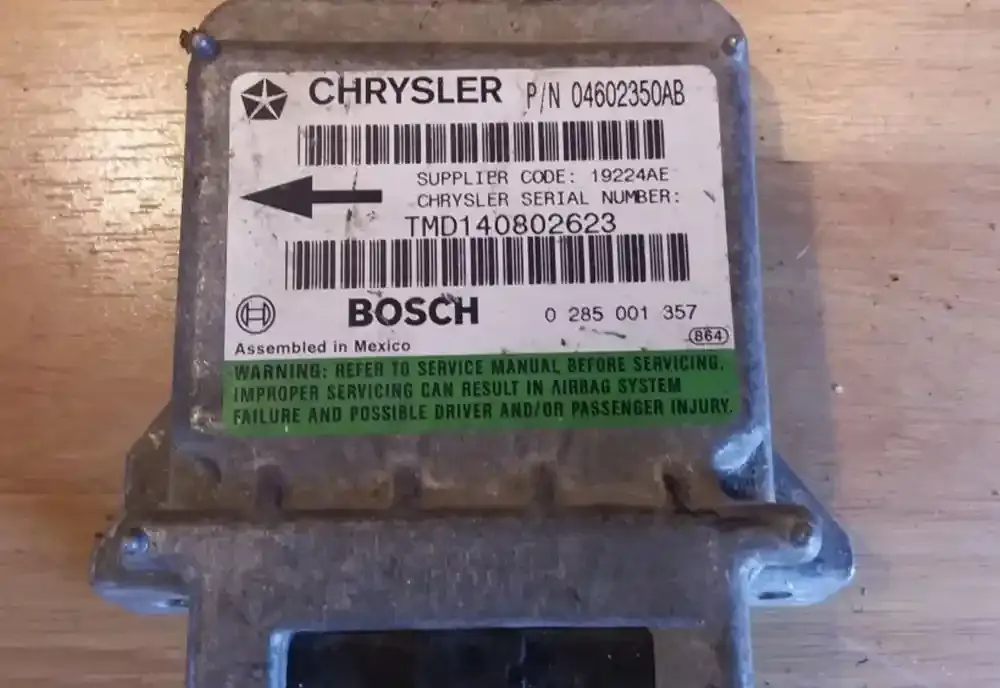 CHRYSLER P/N 04602350AB
SUPPLIER CODE: 19224AE
CHRYSLER SERIAL NUMBER:
TMD140802623
BOSCH 0 285 001 357
864
Assembled in Mexico
WARNING: REFER TO SERVICE MANUAL BEFORE SERVICING.
IMPROPER SERVICING CAN RESULT IN AIRBAG SYSTEM
FAILURE AND POSSIBLE DRIVER AND/OR PASSENGER INJURY.